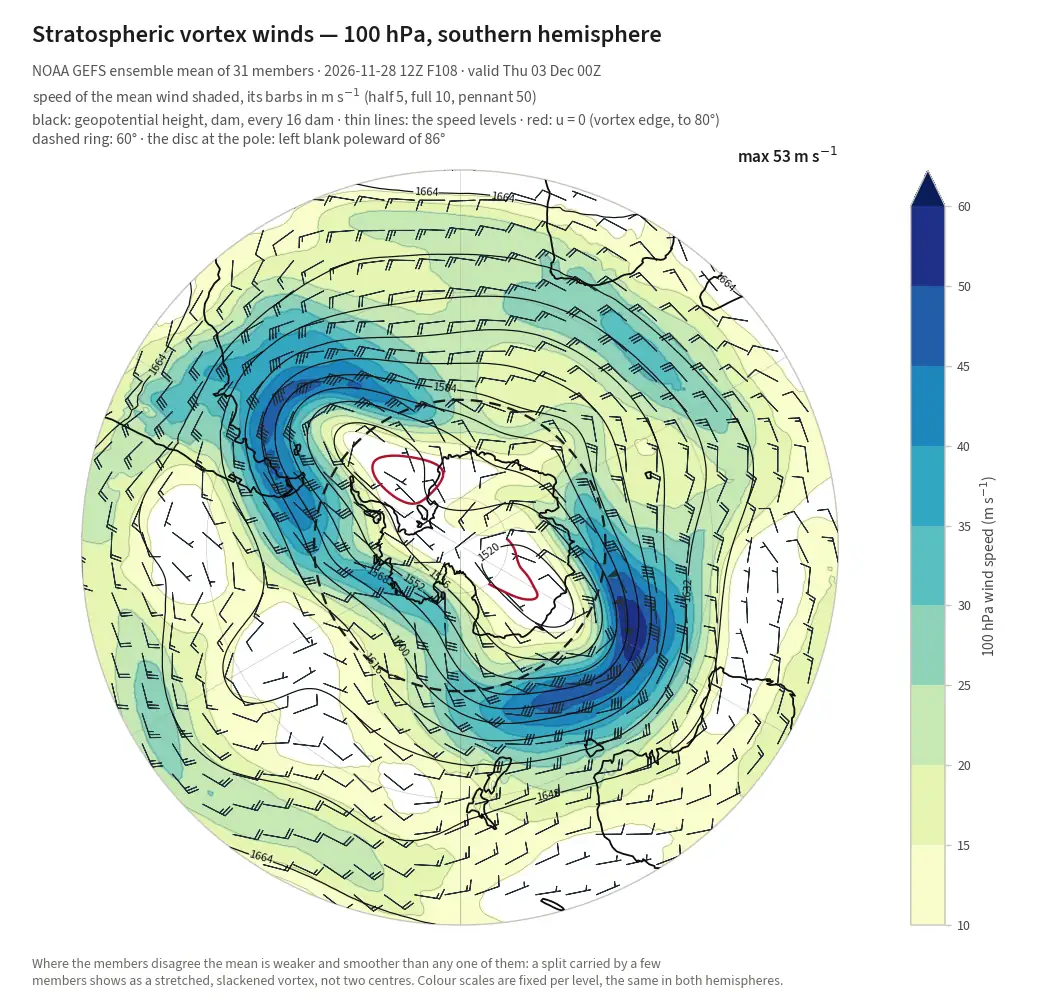 Stratospheric vortex winds — 100 hPa, southern hemisphere
NOAA GEFS ensemble mean of 31 members · 2026-11-28 12Z F108 · valid Thu 03 Dec 00Z
speed of the mean wind shaded, its barbs in m s⁻¹ (half 5, full 10, pennant 50)
black: geopotential height, dam, every 16 dam · thin lines: the speed levels · red: u = 0 (vortex edge, to 80°)
dashed ring: 60° · the disc at the pole: left blank poleward of 86°
max 53 m s⁻¹
1664
1664
1664
1664
1584
1520
1568
1552
1632
1616
1648
1664
60
50
45
40
35
30
25
20
15
10
100 hPa wind speed (m s⁻¹)
Where the members disagree the mean is weaker and smoother than any one of them: a split carried by a few
members shows as a stretched, slackened vortex, not two centres. Colour scales are fixed per level, the same in both hemispheres.